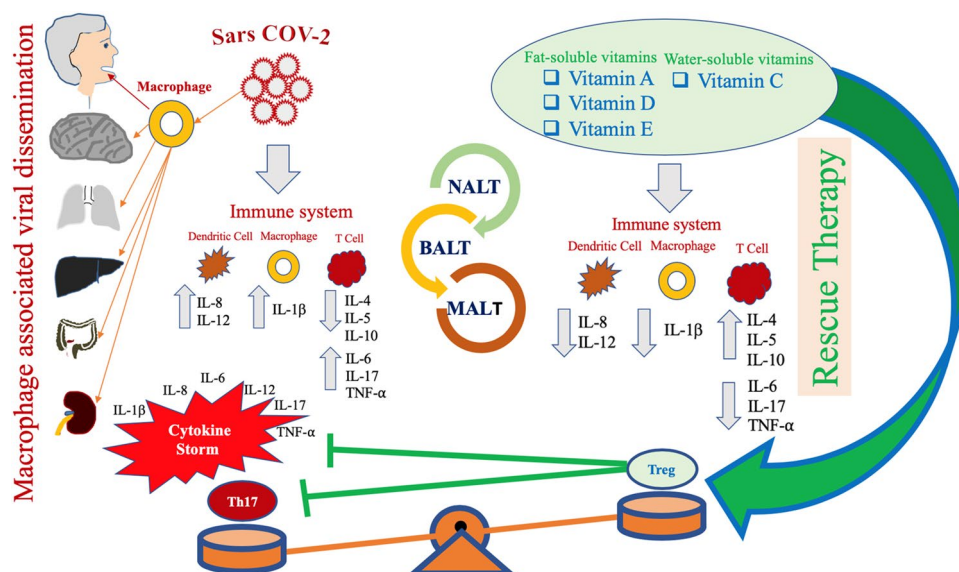 Macrophage associated viral dissemination
Sars COV-2
Macrophage
Immune system
Dendritic Cell
Macrophage
T Cell
IL-8
IL-12
IL-1β
IL-4
IL-5
IL-10
IL-6
IL-17
TNF-α
IL-1β
IL-8
IL-6
IL-12
IL-17
TNF-α
Cytokine
Storm
Th17
NALT
BALT
MALT
Fat-soluble vitamins
Vitamin A
Vitamin D
Vitamin E
Water-soluble vitamins
Vitamin C
Immune system
Dendritic Cell
Macrophage
T Cell
IL-8
IL-12
IL-1β
IL-4
IL-5
IL-10
IL-6
IL-17
TNF-α
Treg
Rescue Therapy